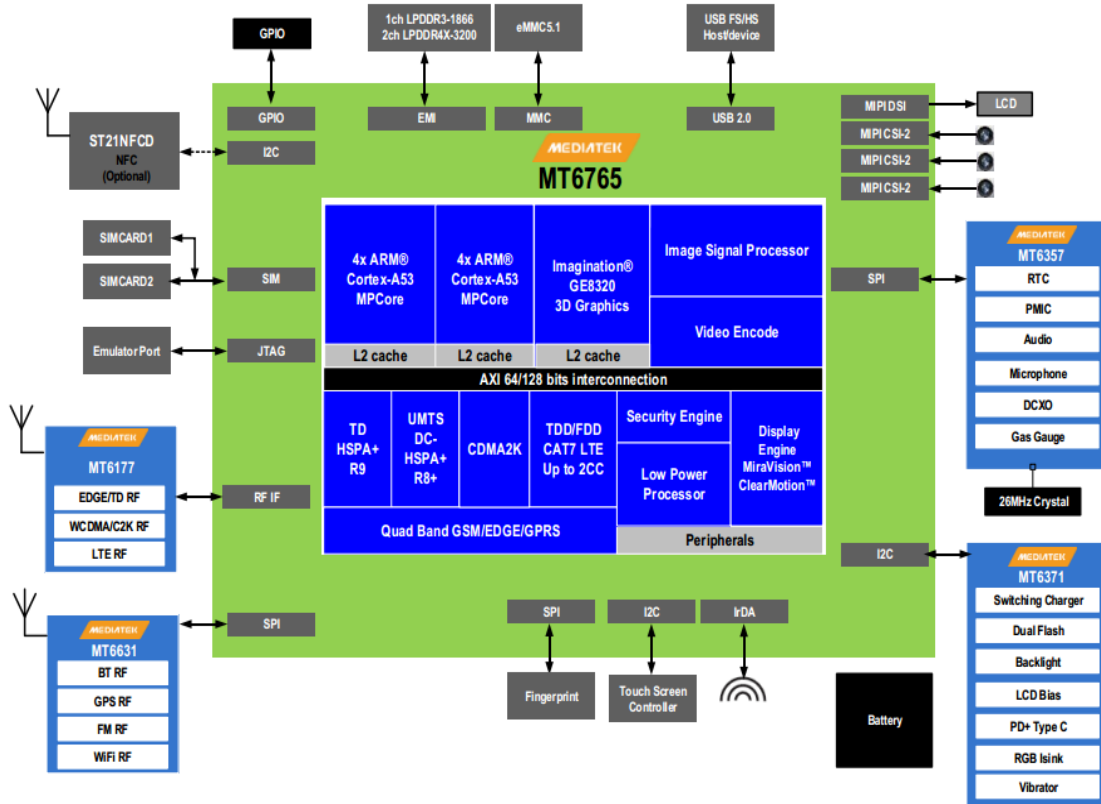 1ch LPDDR3-1866
2ch LPDDR4X-3200
eMMC5.1
USB FS/HS
Host/device
GPIO
GPIO
EMI
MMC
USB 2.0
MIPI DSI
LCD
MIPI CSI-2
MIPI CSI-2
MIPI CSI-2
ST21NFCD
NFC
(Optional)
I2C
MEDIATEK
MT6765
SIMCARD1
SIMCARD2
SIM
Emulator Port
JTAG
4x ARM®
Cortex-A53
MPCore
L2 cache
4x ARM®
Cortex-A53
MPCore
L2 cache
Imagination®
GE8320
3D Graphics
L2 cache
Image Signal Processor
Video Encode
AXI 64/128 bits interconnection
TD
HSPA+
R9
UMTS
DC-
HSPA+
R8+
CDMA2K
TDD/FDD
CAT7 LTE
Up to 2CC
Security Engine
Low Power
Processor
Display
Engine
MiraVision™
ClearMotion™
Quad Band GSM/EDGE/GPRS
Peripherals
SPI
MEDIATEK
MT6357
RTC
PMIC
Audio
Microphone
DCXO
Gas Gauge
26MHz Crystal
MEDIATEK
MT6177
EDGE/TD RF
WCDMA/C2K RF
LTE RF
RF IF
I2C
MEDIATEK
MT6371
Switching Charger
Dual Flash
Backlight
LCD Bias
PD+ Type C
RGB Isink
Vibrator
MEDIATEK
MT6631
BT RF
GPS RF
FM RF
WiFi RF
SPI
SPI
I2C
IrDA
Fingerprint
Touch Screen
Controller
Battery